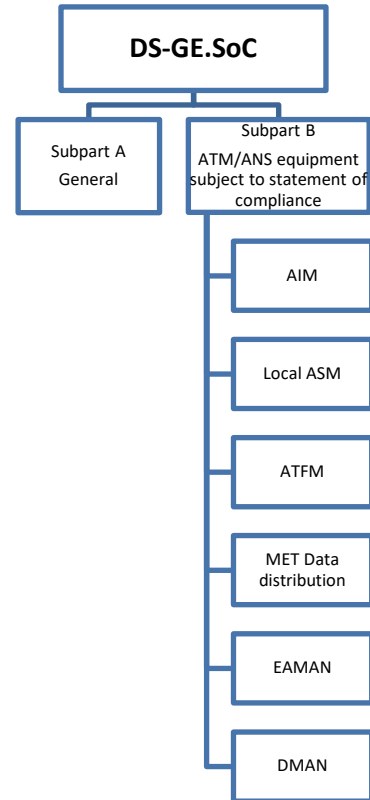 DS-GE.SoC
Subpart A
General
Subpart B
ATM/ANS equipment
subject to statement of
compliance
AIM
Local ASM
ATFM
MET Data
distribution
EAMAN
DMAN